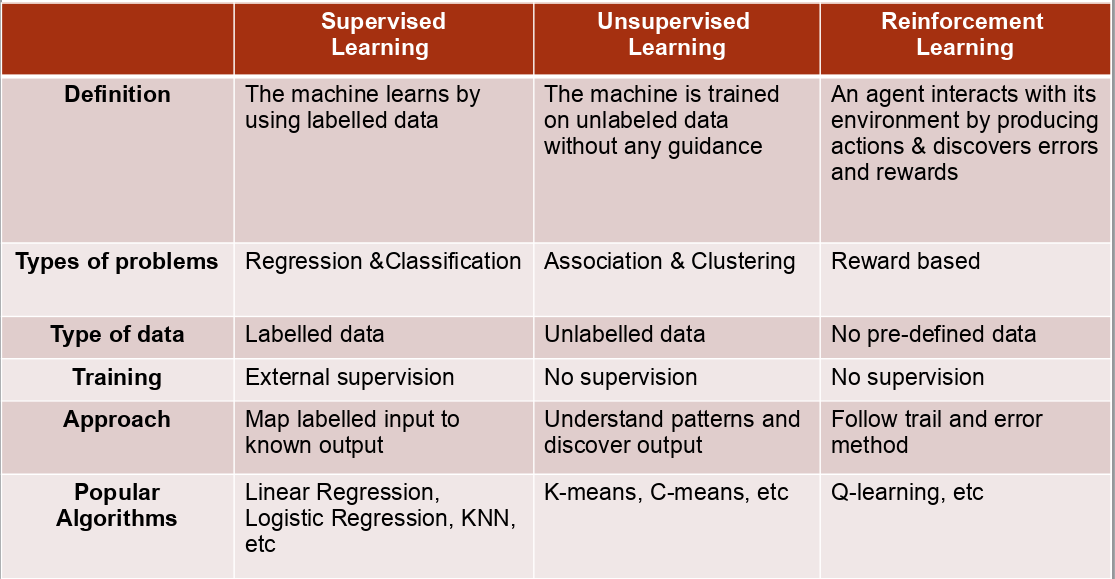 Supervised
Learning
Unsupervised
Learning
Reinforcement
Learning
Definition
The machine learns by
using labelled data
The machine is trained
on unlabeled data
without any guidance
An agent interacts with its
environment by producing
actions & discovers errors
and rewards
Types of problems
Regression &Classification
Association & Clustering
Reward based
Type of data
Labelled data
Unlabelled data
No pre-defined data
Training
External supervision
No supervision
No supervision
Approach
Map labelled input to
known output
Understand patterns and
discover output
Follow trail and error
method
Popular
Algorithms
Linear Regression,
Logistic Regression, KNN,
etc
K-means, C-means, etc
Q-learning, etc